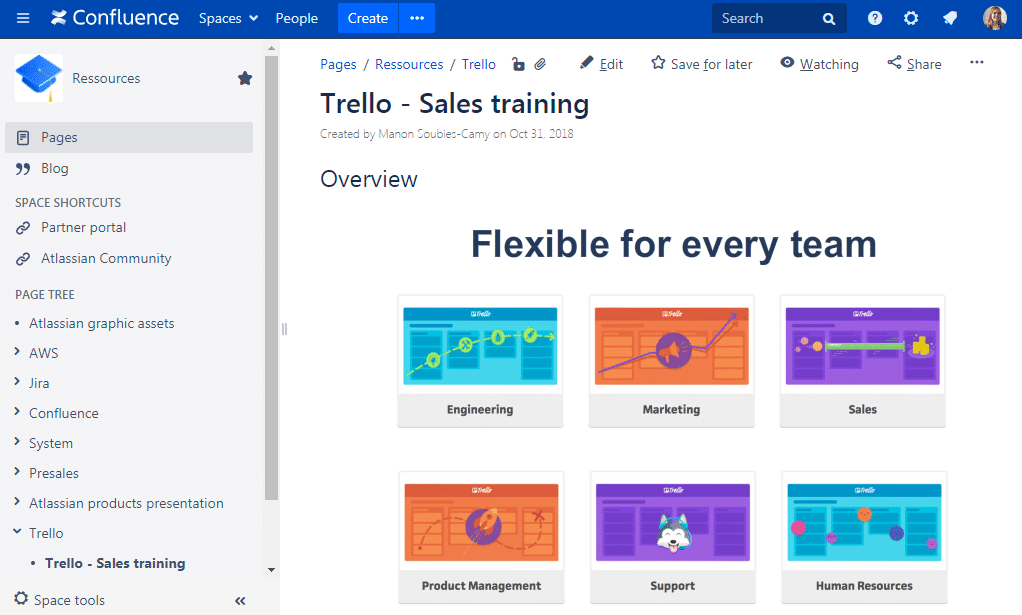 Confluence Spaces People Create ••• Search
Ressources
Pages
Blog
SPACE SHORTCUTS
Partner portal
Atlassian Community
PAGE TREE
Atlassian graphic assets
AWS
Jira
Confluence
System
Presales
Atlassian products presentation
Trello
Trello - Sales training
Space tools
Pages / Ressources / Trello Edit Save for later Watching Share •••
Trello - Sales training
Created by Manon Soubies-Camy on Oct 31, 2018
Overview
Flexible for every team
Trello Trello Trello
Engineering Marketing Sales
Trello Trello Trello
Product Management Support Human Resources